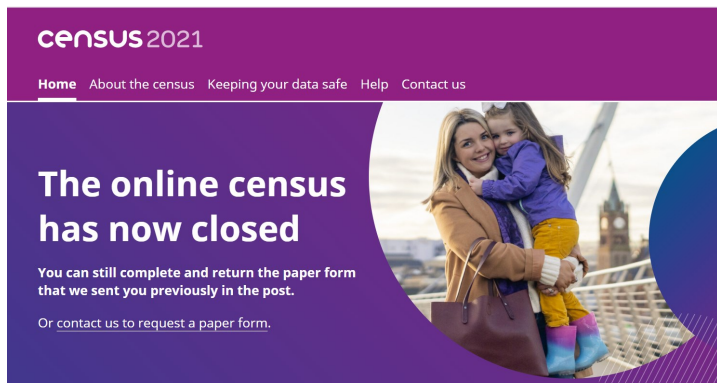 census 2021
Home About the census Keeping your data safe Help Contact us
The online census
has now closed
You can still complete and return the paper form
that we sent you previously in the post.
Or contact us to request a paper form.